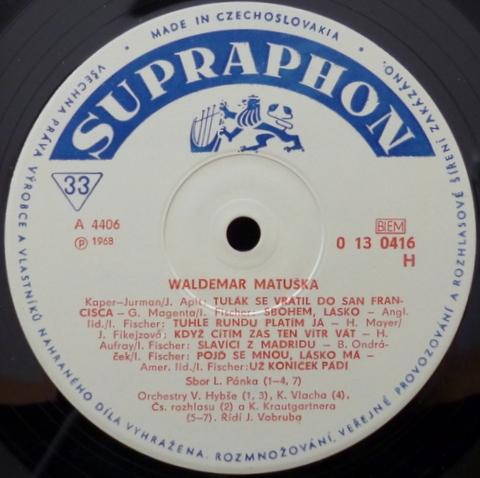 MADE IN CZECHOSLOVAKIA
SUPRAPHON
33
A 4406
Ⓟ 1968
BIEM
0 13 0416
H
WALDEMAR MATUŠKA
Kaper–Jurman/J. Aplt: TULÁK SE VRÁTIL DO SAN FRAN-
CISCA – G. Magenta/I. Fischer: SBOHEM, LÁSKO – Angl.
lid./I. Fischer: TUHLE RUNDU PLATÍM JÁ – H. Mayer/
J. Fikejzová: KDYŽ CÍTÍM ZAS TEN VÍTR VÁT – H.
Aufray/I. Fischer: SLAVÍCI Z MADRIDU – B. Ondrá-
ček/I. Fischer: POJĎ SE MNOU, LÁSKO MÁ –
Amer. lid./I. Fischer: UŽ KONÍČEK PÁDÍ
Sbor L. Pánka (1–4, 7)
Orchestry V. Hybše (1, 3), K. Vlacha (4),
Čs. rozhlasu (2) a K. Krautgartnera
(5–7). Řídí J. Vobruba
VŠECHNA PRÁVA VÝROBCE A VLASTNÍKŮ NAHRANÉHO DÍLA VYHRAŽENA. ROZMNOŽOVÁNÍ, VEŘEJNÉ PROVOZOVÁNÍ A ROZHLASOVÉ ŠÍŘENÍ ZAKÁZÁNO.